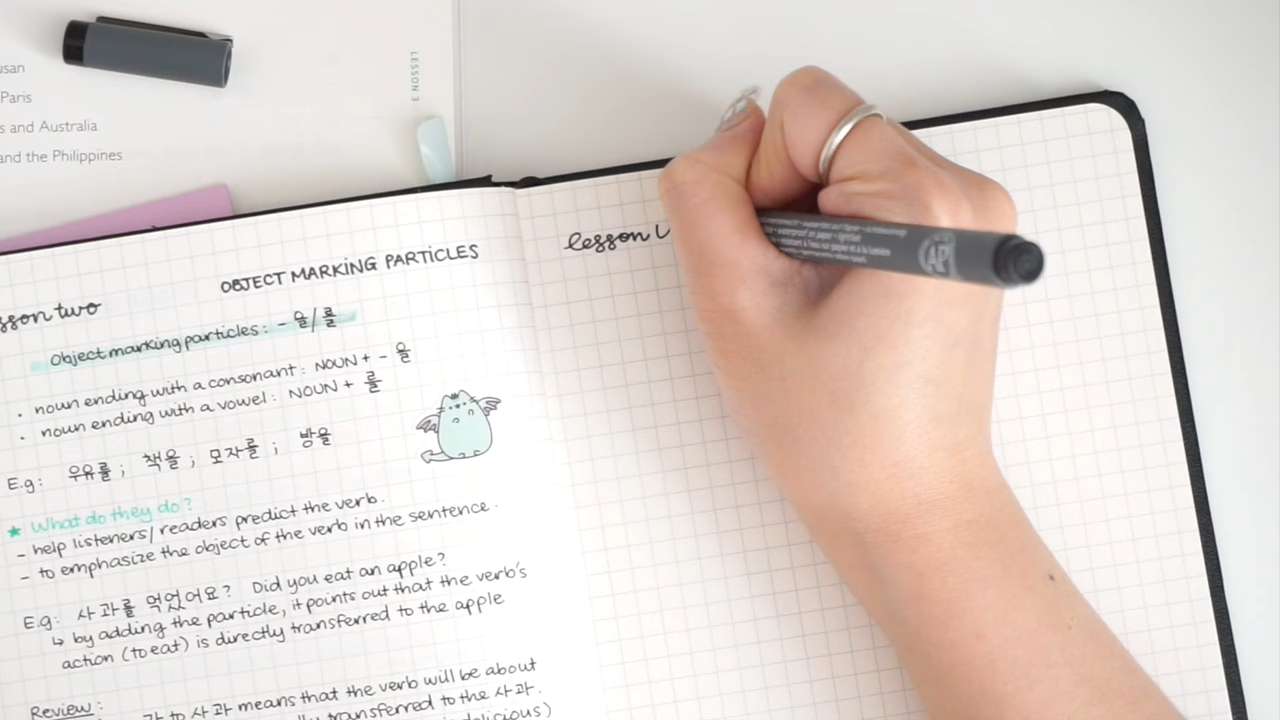 LESSON 3
Paris
s and Australia
and the Philippines
OBJECT MARKING PARTICLES
sson two
Object marking particles: - 을/를
• noun ending with a consonant: NOUN + - 을
• noun ending with a vowel: NOUN + 를
E.g: 우유를 ; 책을 ; 모자를 ; 방을
★ What do they do?
- help listeners/readers predict the verb.
- to emphasize the object of the verb in the sentence.
E.g: 사과를 먹었어요? Did you eat an apple?
↳ by adding the particle, it points out that the verb's
action (to eat) is directly transferred to the apple
Review:
to 사과 means that the verb will be about
transferred to the 사과.
delicious)
lesson